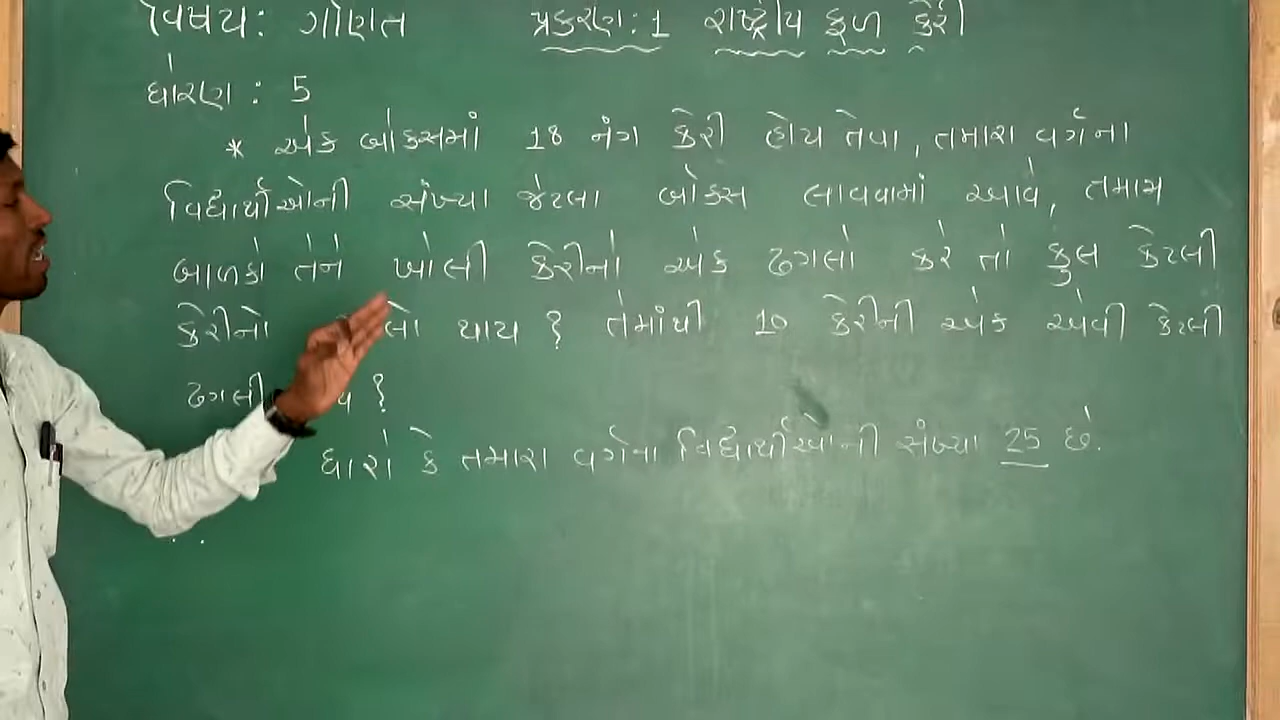 વિષય: ગણિત પ્રકરણ: 1 રાષ્ટ્રીય ફળ કેરી
ધોરણ : 5
* એક બોક્સમાં 18 નંગ કેરી હોય તેવા, તમારા વર્ગના
વિદ્યાર્થીઓની સંખ્યા જેટલા બોક્સ લાવવામાં આવે, તમામ
બાળકો તેને ખોલી કેરીનો એક ઢગલો કરે તો કુલ કેટલી
કેરીનો થાય ? તેમાંથી 10 કેરીની એક એવી કેટલી
ઢગલી ?
ધારો કે તમારા વર્ગના વિદ્યાર્થીઓની સંખ્યા 25 છે.